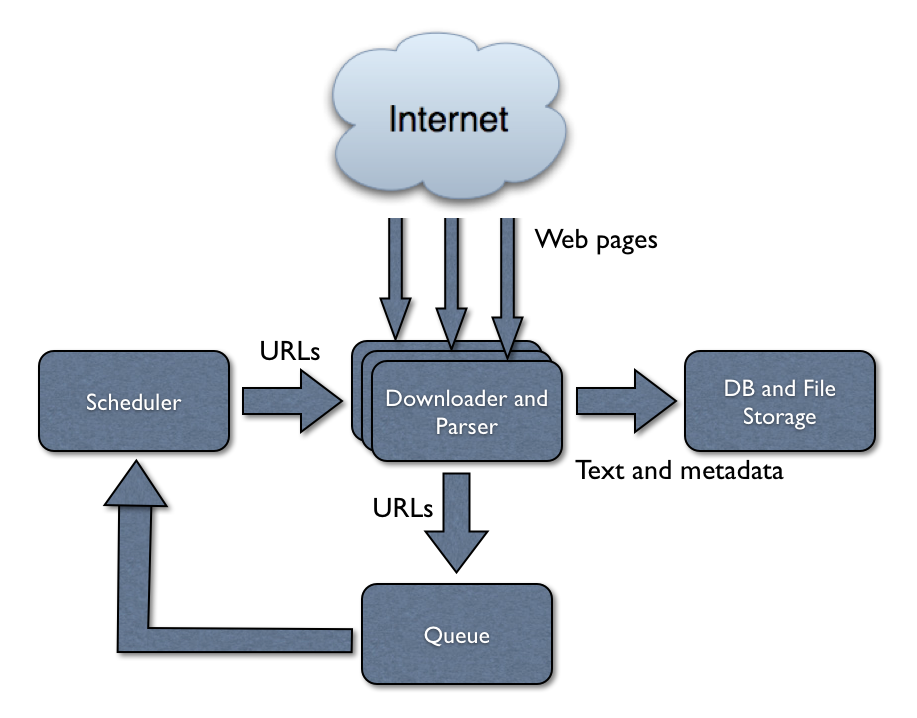 Internet
Web pages
URLs
Scheduler
Downloader and
Parser
DB and File
Storage
Text and metadata
URLs
Queue